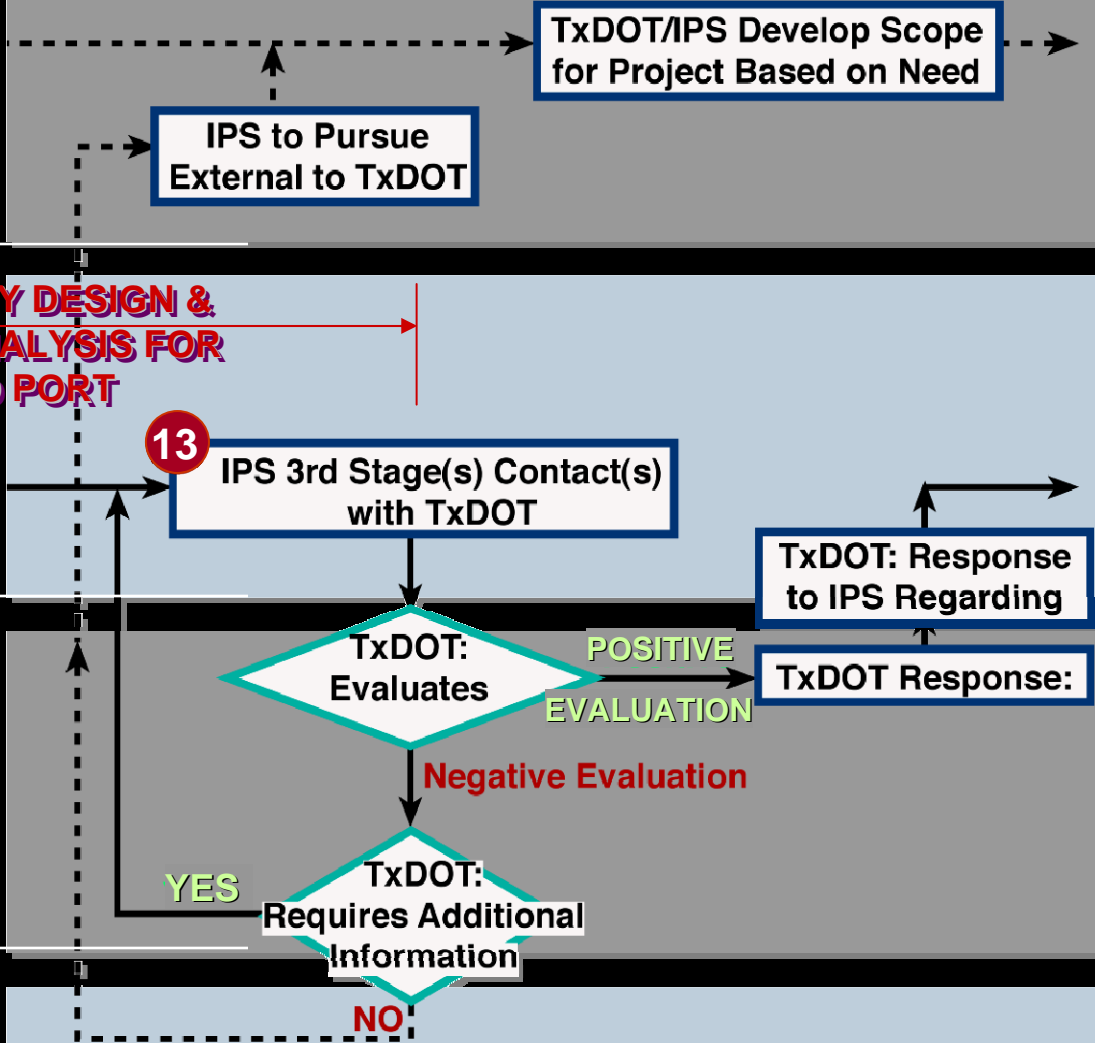 TxDOT/IPS Develop Scope
for Project Based on Need
IPS to Pursue
External to TxDOT
Y DESIGN &
ALYSIS FOR
PORT
13
IPS 3rd Stage(s) Contact(s)
with TxDOT
TxDOT: Response
to IPS Regarding
TxDOT:
Evaluates
POSITIVE
EVALUATION
TxDOT Response:
Negative Evaluation
TxDOT:
Requires Additional
Information
YES
NO